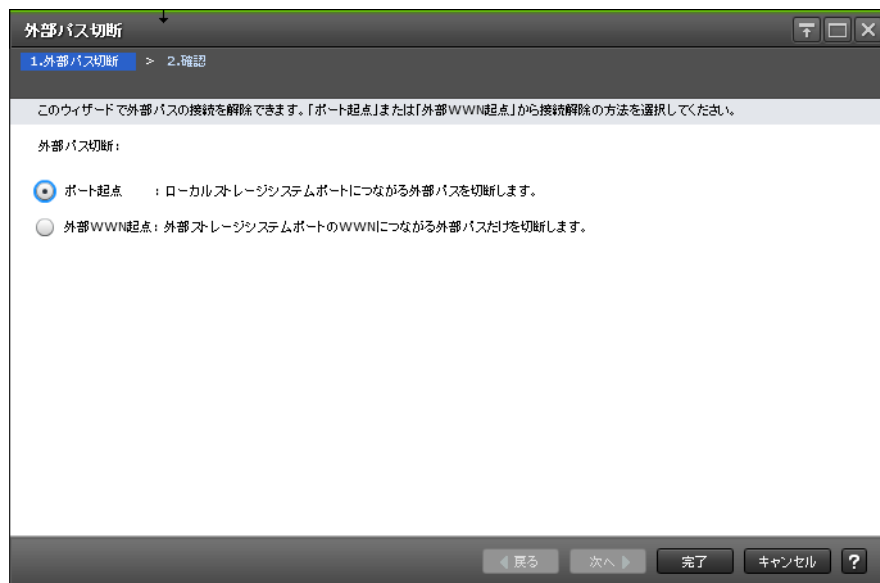 外部パス切断
1.外部パス切断 > 2.確認
このウィザードで外部パスの接続を解除できます。「ポート起点」または「外部WWN起点」から接続解除の方法を選択してください。
外部パス切断:
ポート起点 :ローカルストレージシステムポートにつながる外部パスを切断します。
外部WWN起点:外部ストレージシステムポートのWWNにつながる外部パスだけを切断します。
戻る 次へ 完了 キャンセル ?